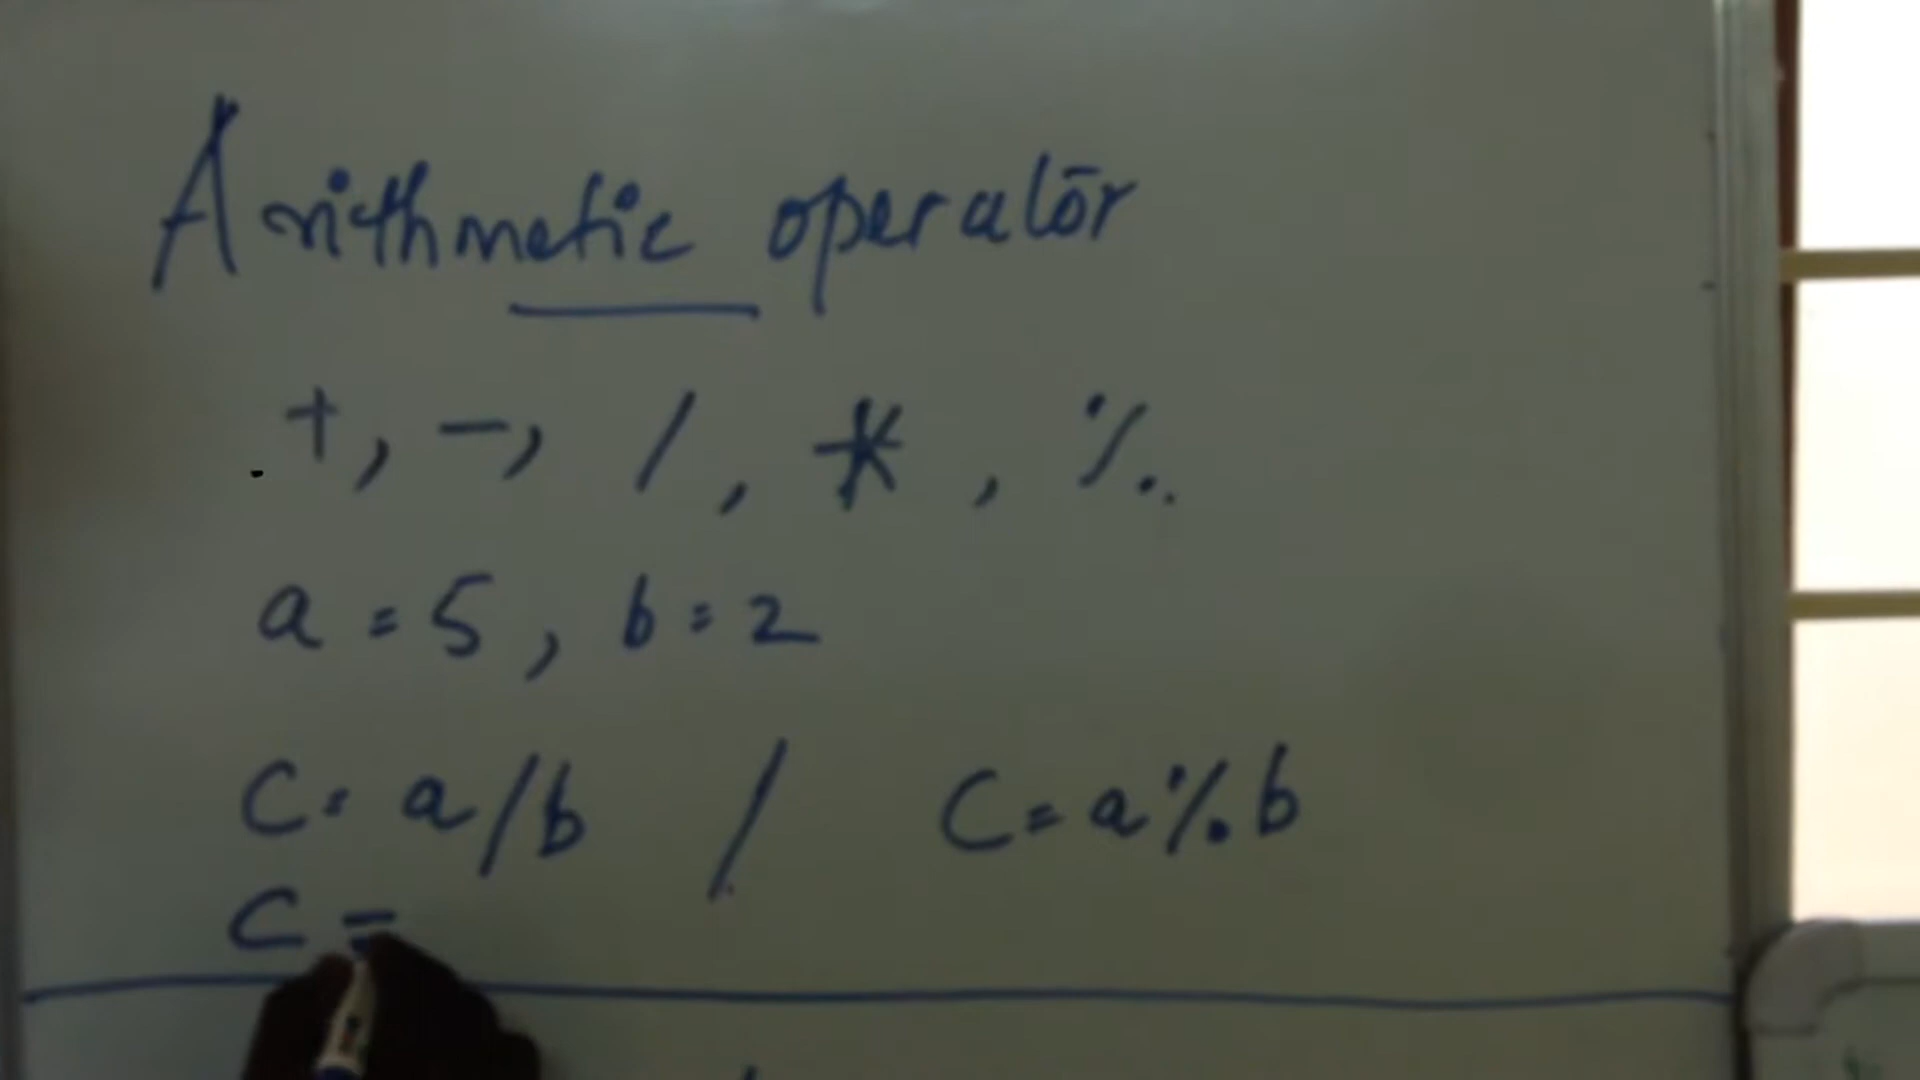 Arithmetic operator
+, -, /, *, %.
a = 5, b = 2
C = a/b / C = a%b
C =